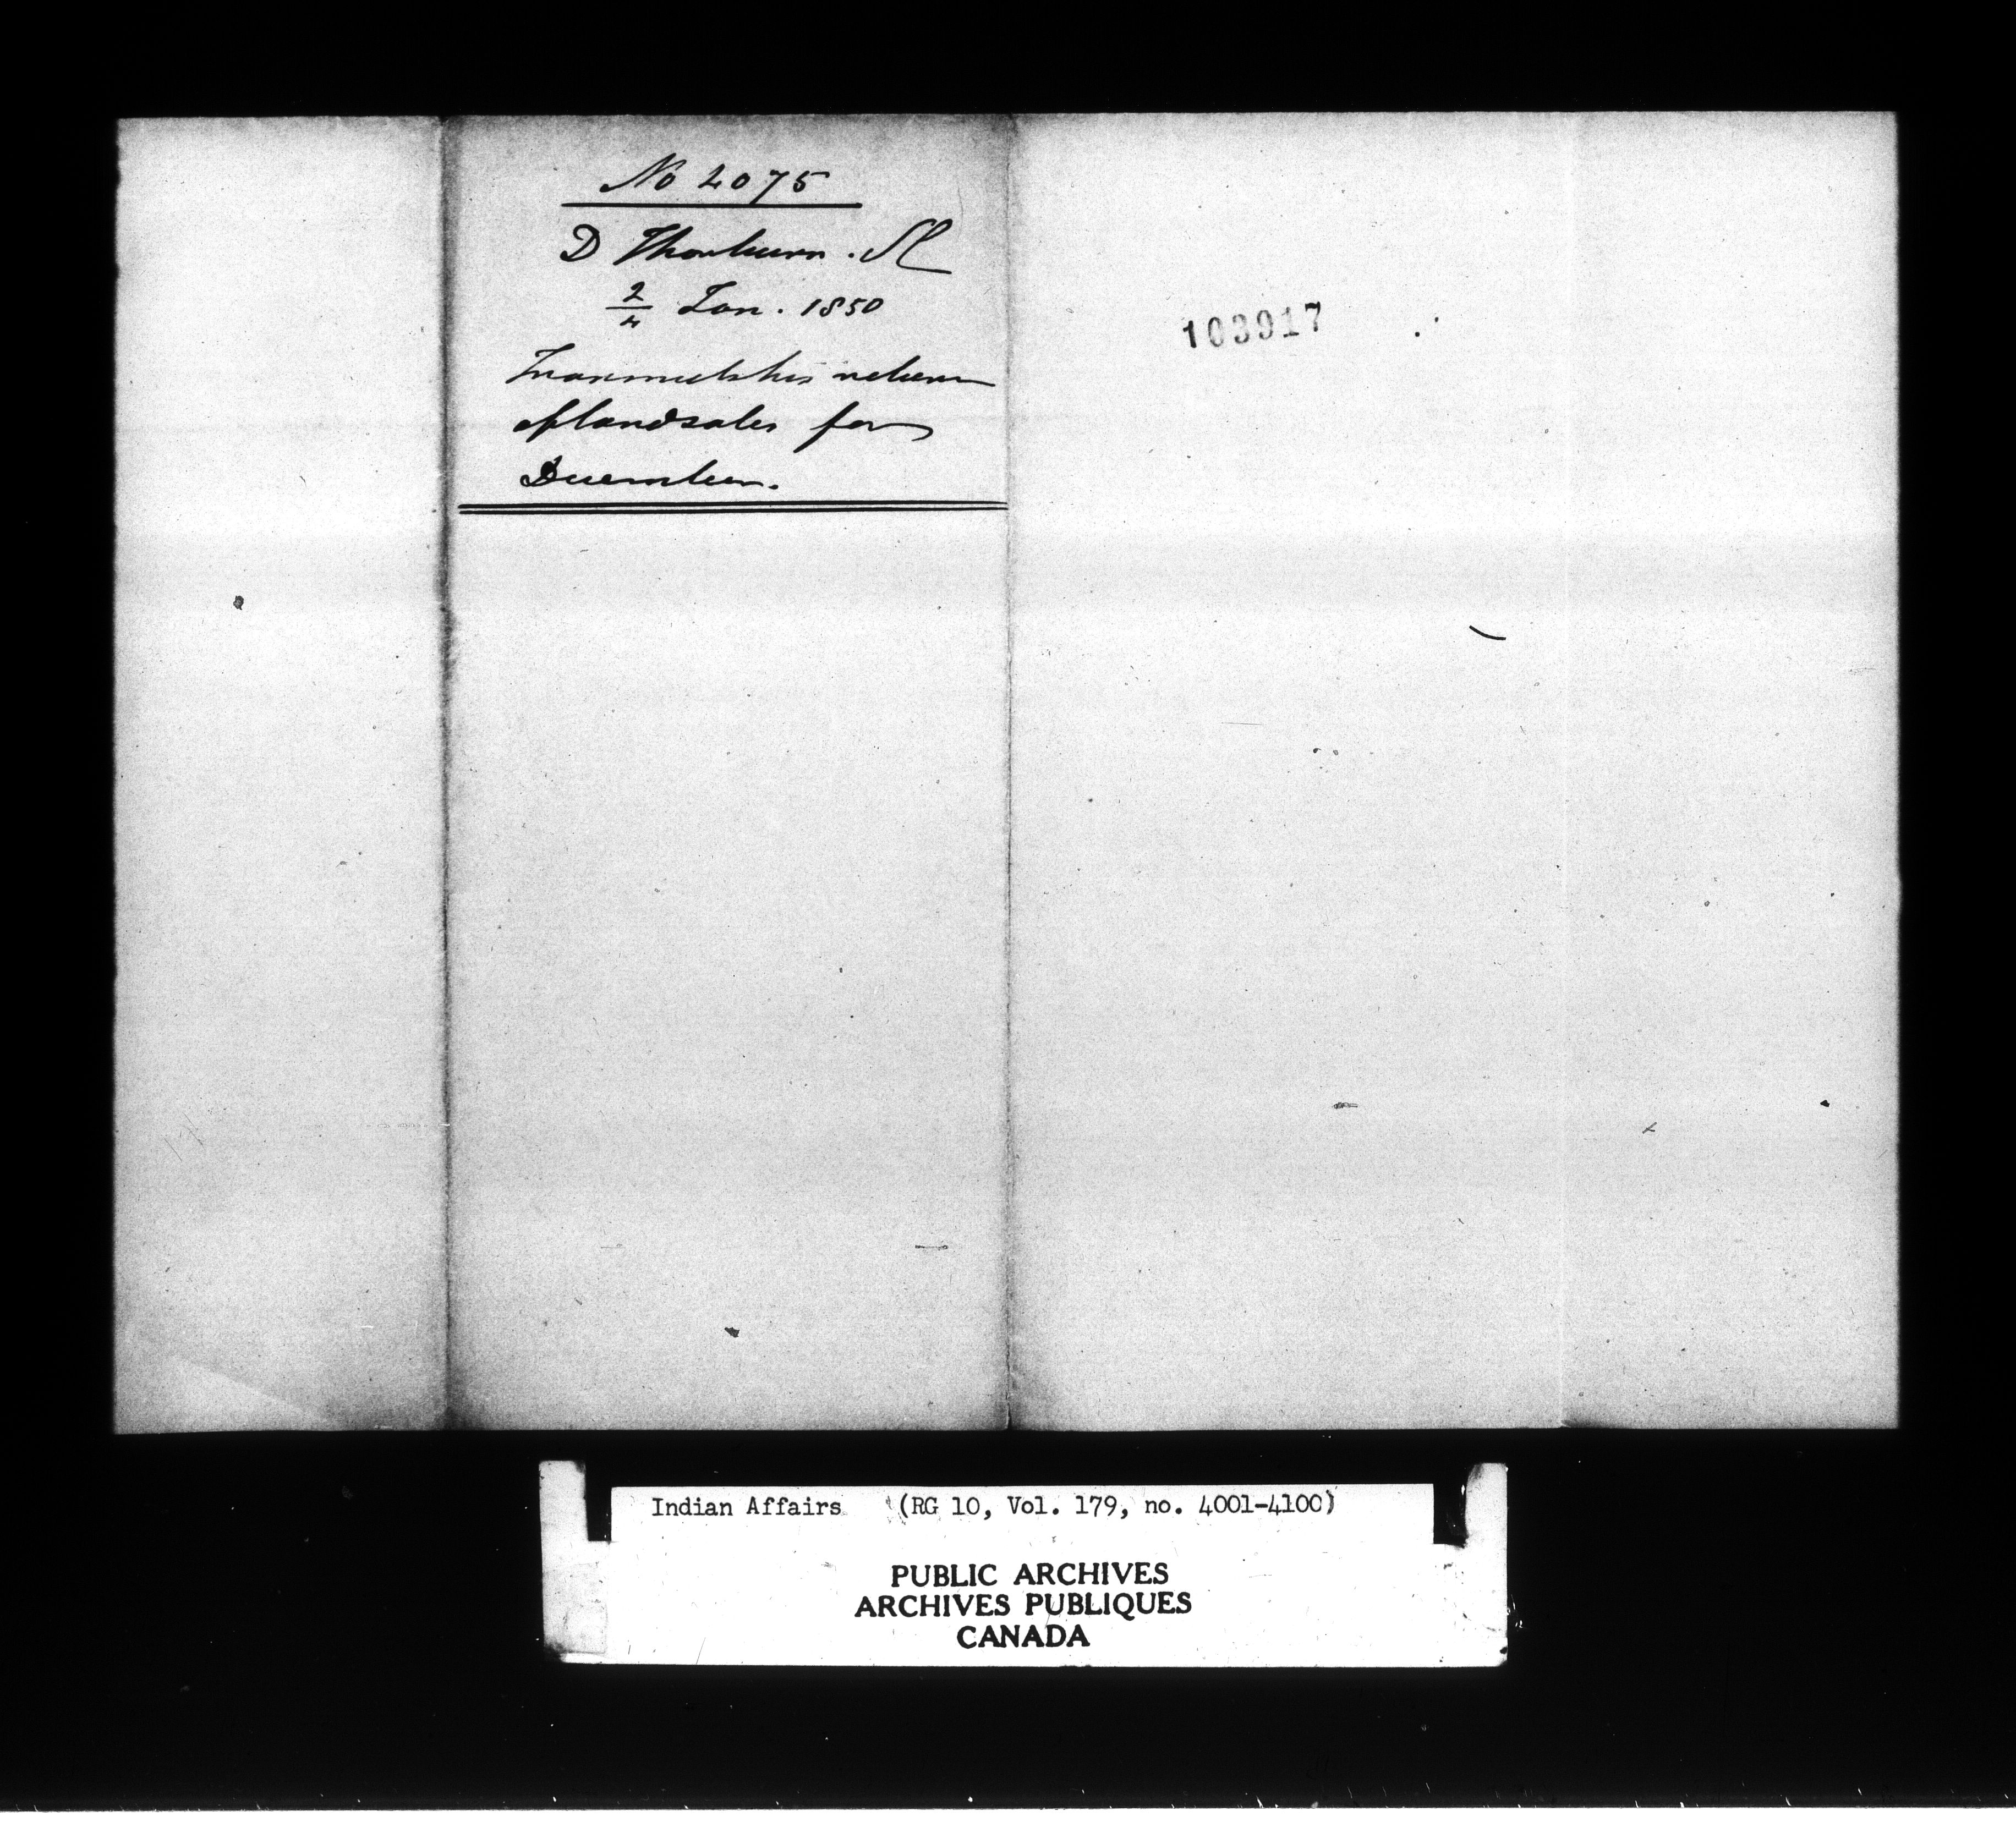 No 4075
D Thorburn.
2/4 Jan. 1850
Transmits his return
of land sales for
December.
103917
Indian Affairs (RG 10, Vol. 179, no. 4001-4100)
PUBLIC ARCHIVES
ARCHIVES PUBLIQUES
CANADA